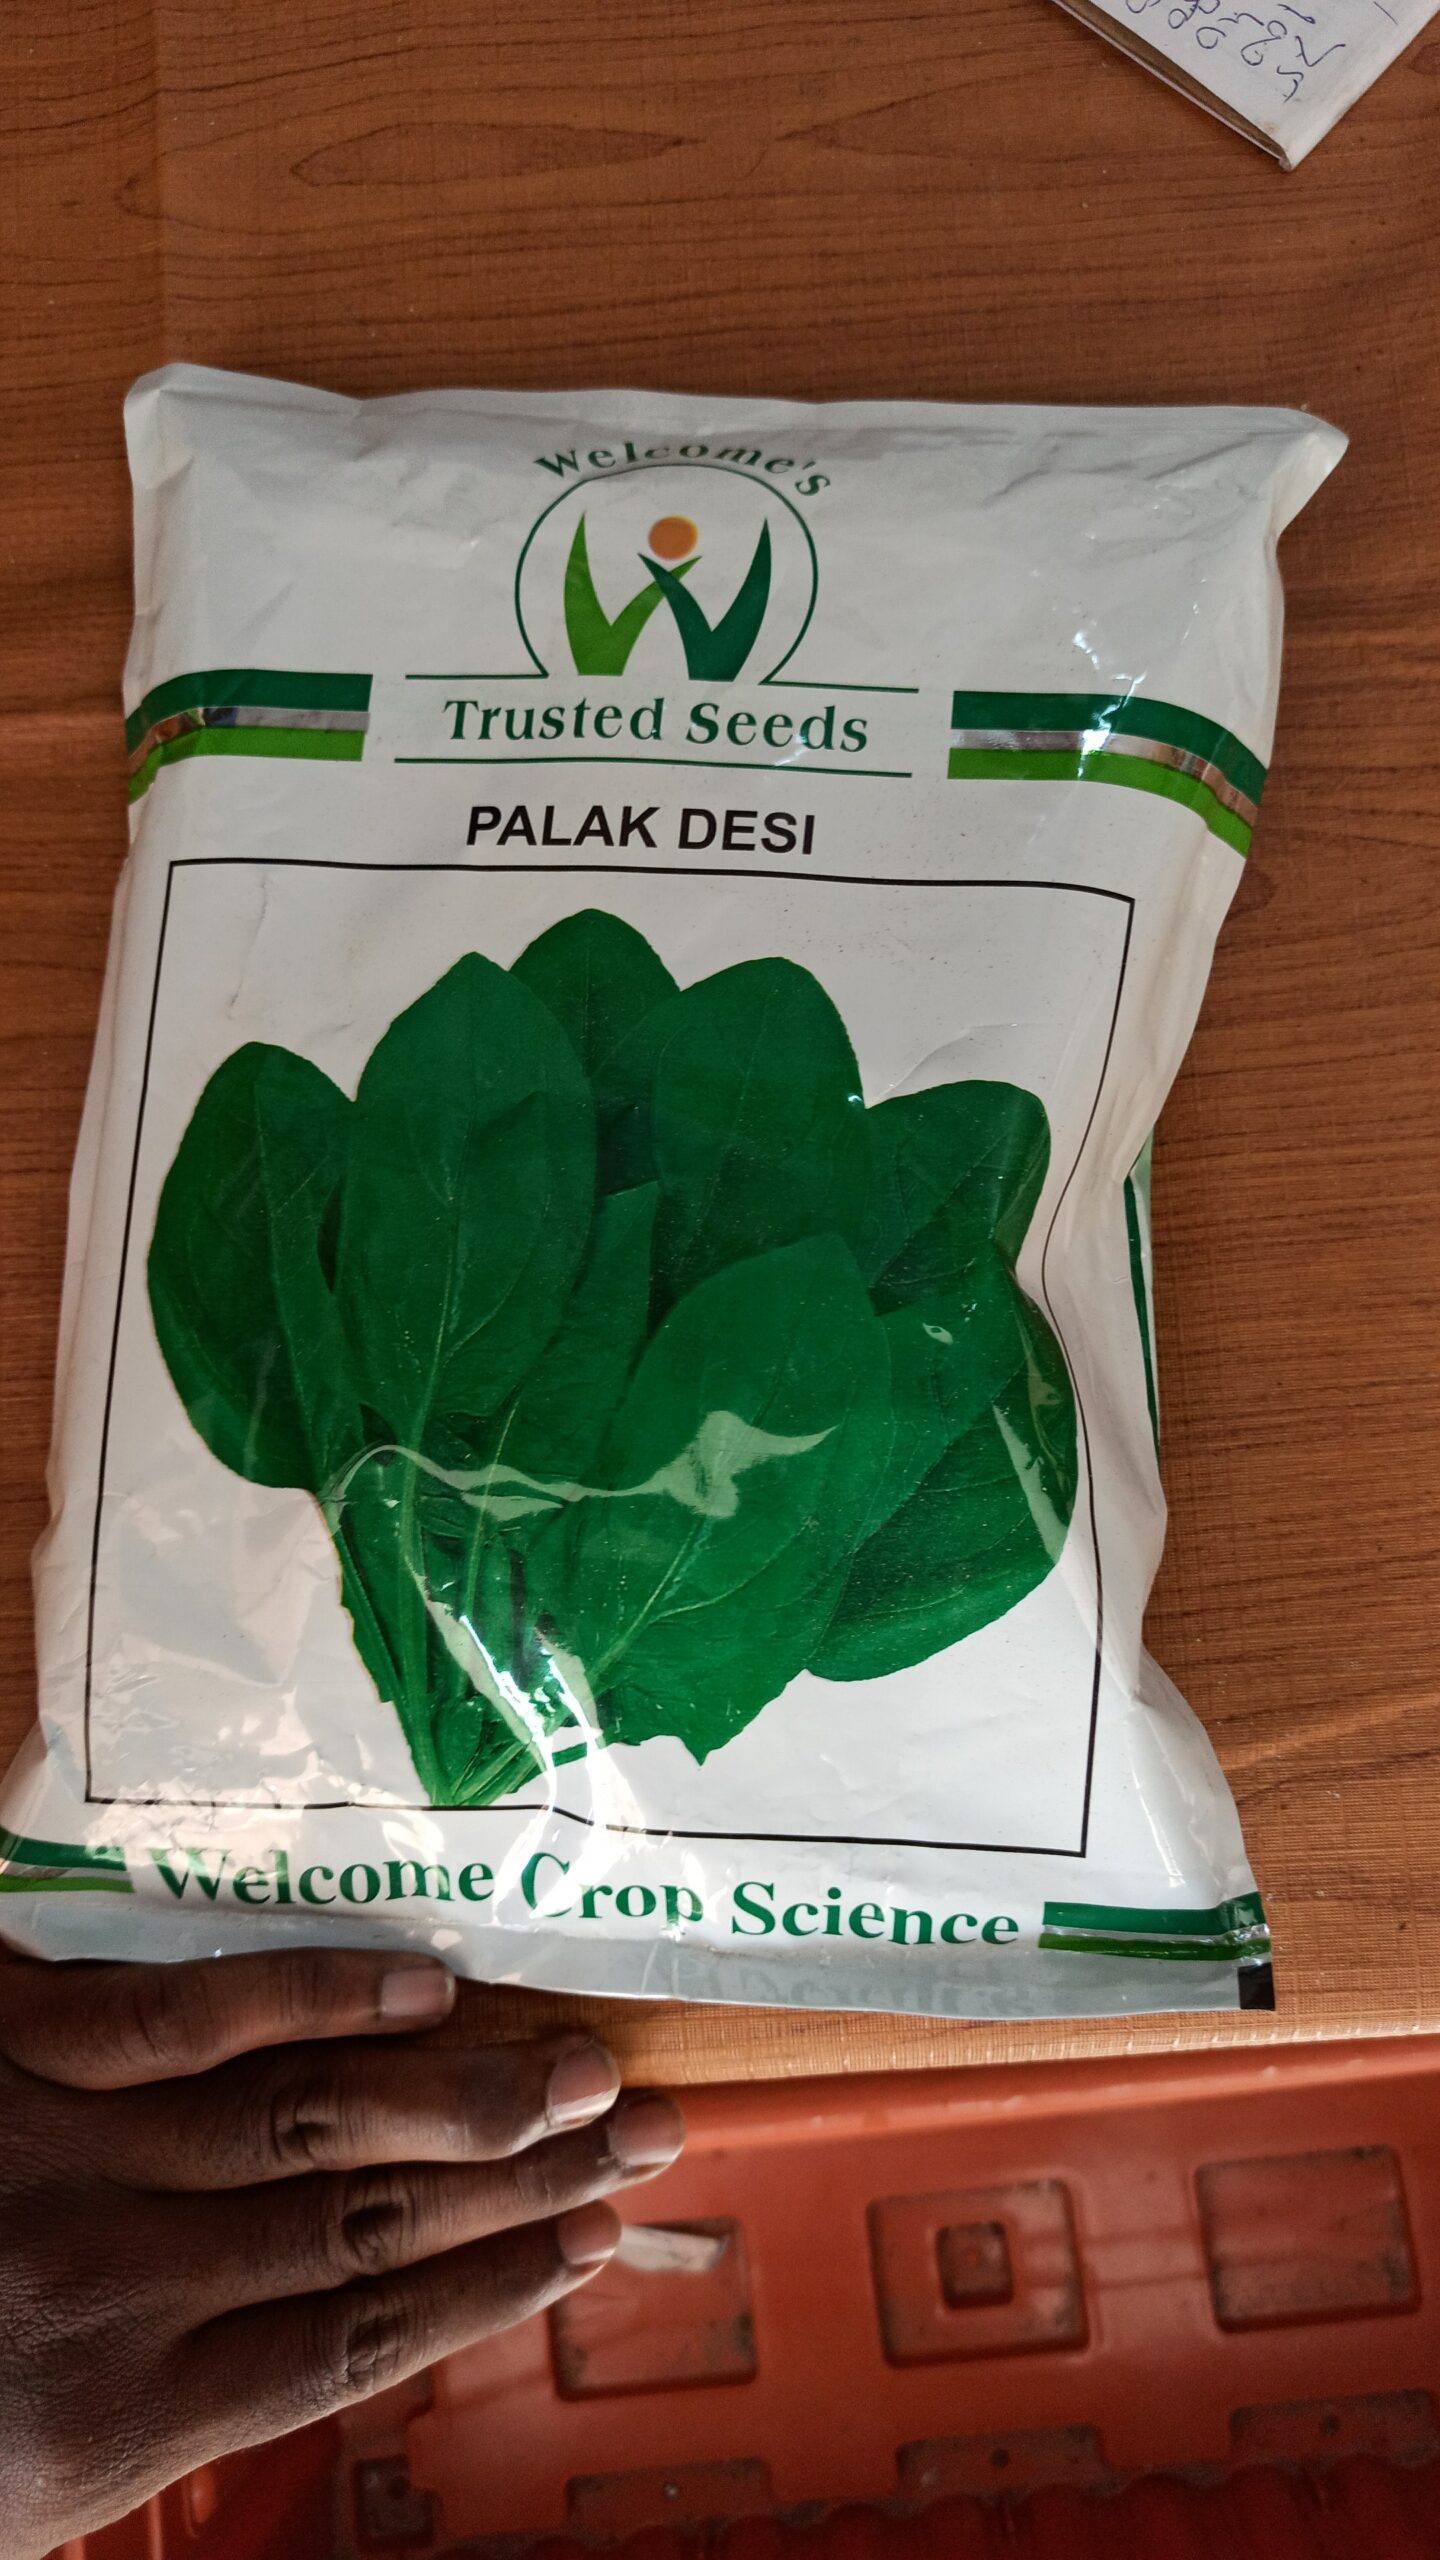 Welcome's
Trusted Seeds
PALAK DESI
Welcome Crop Science